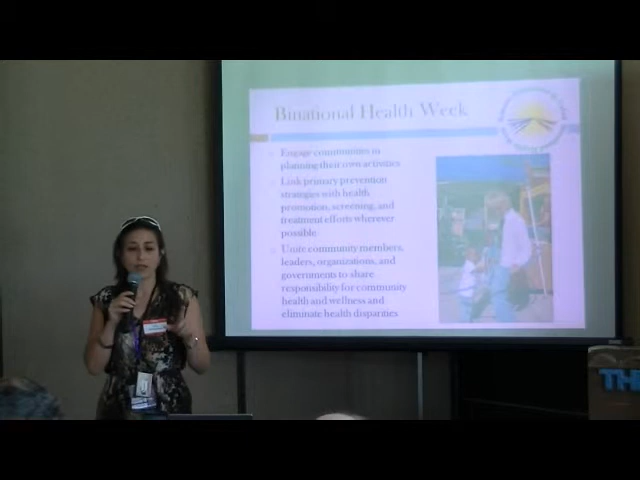 Binational Health Week
Engage communities in
planning their own activities
Link primary prevention
strategies with health
promotion, screening, and
treatment efforts wherever
possible
Unite community members,
leaders, organizations, and
governments to share
responsibility for community
health and wellness and
eliminate health disparities
TH